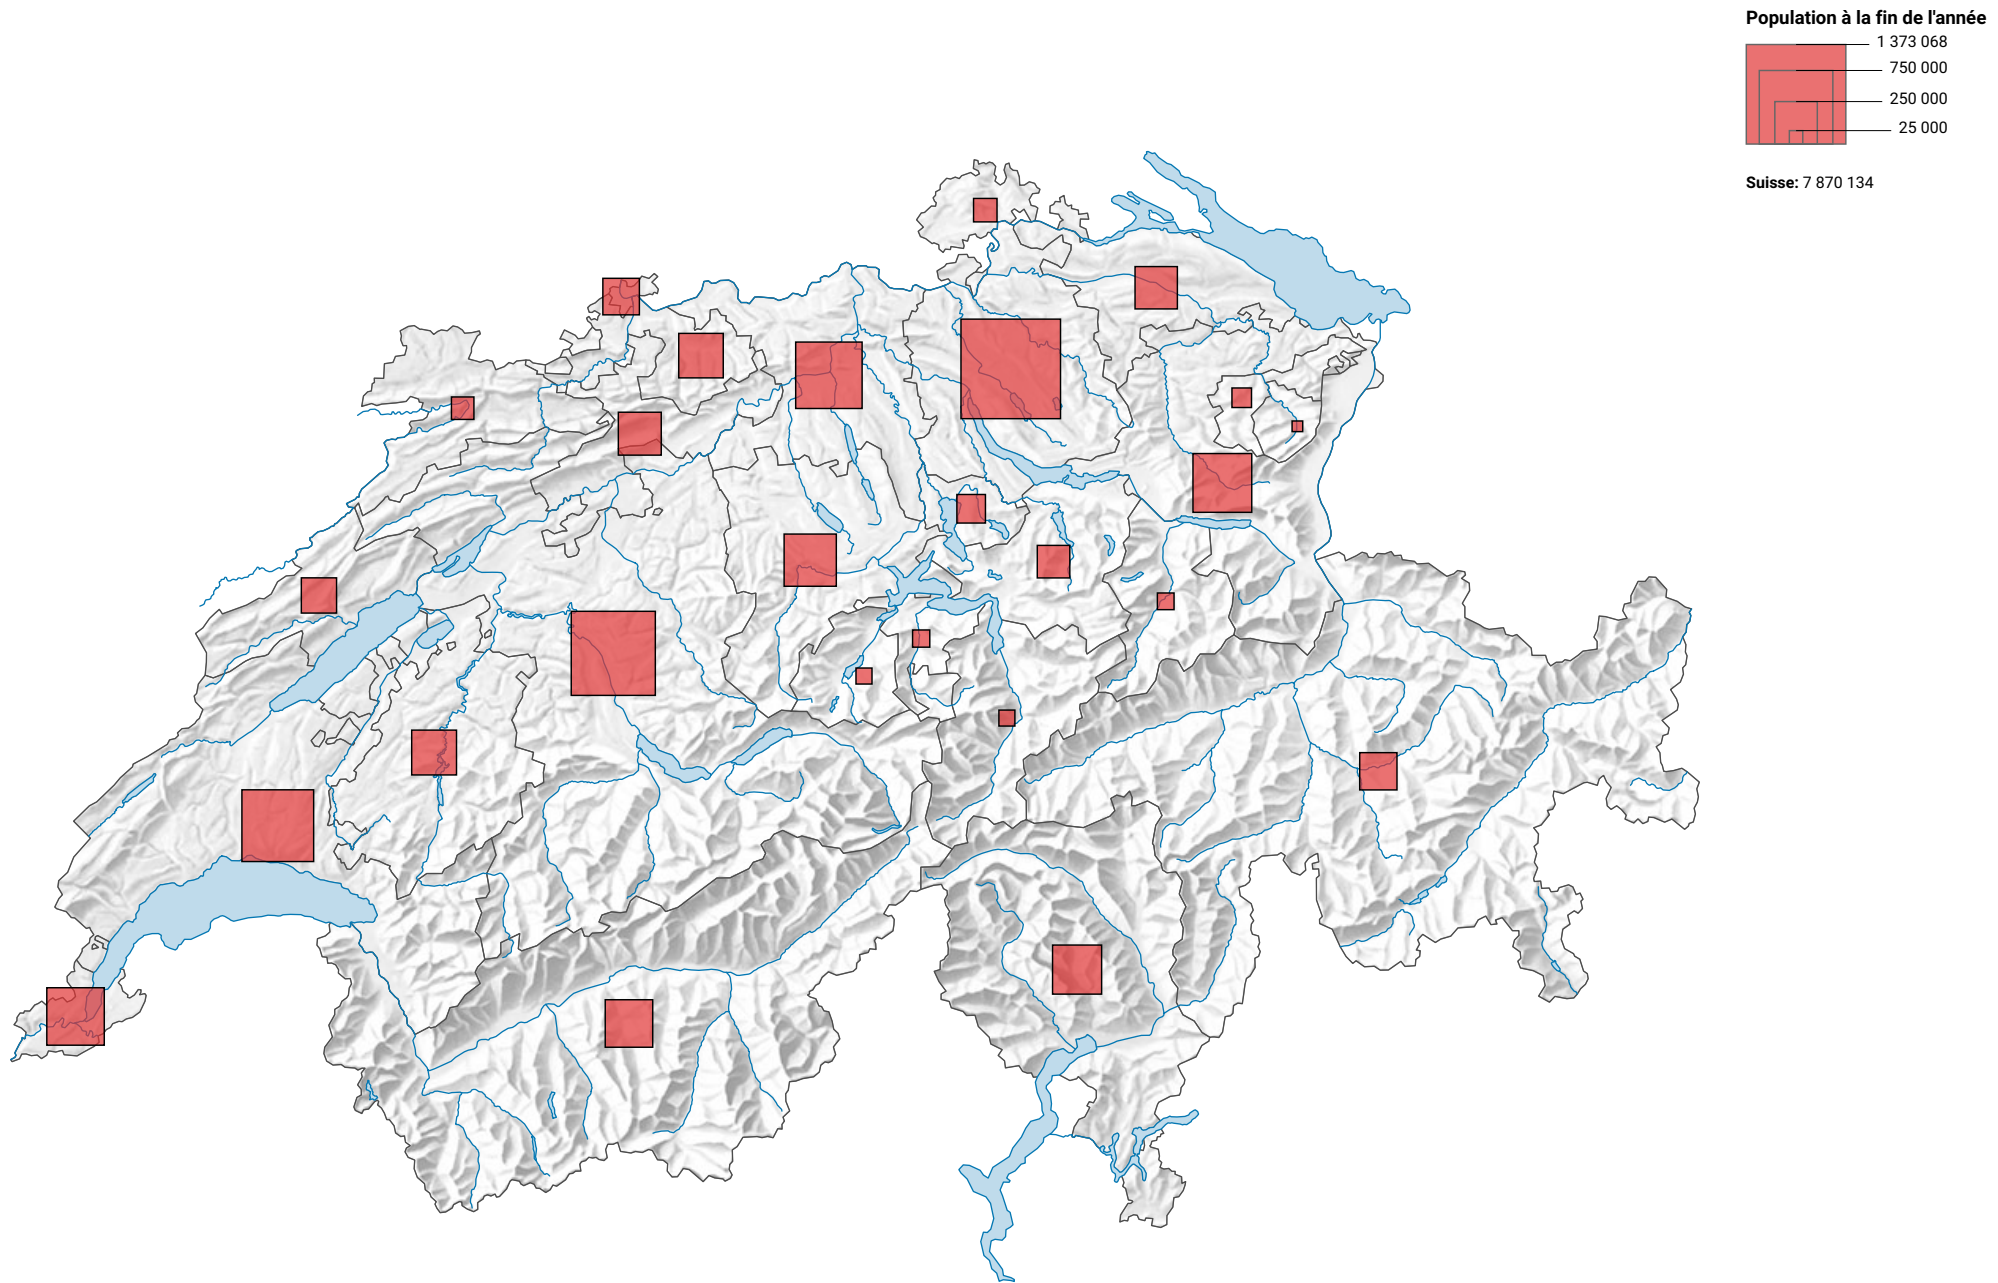 Population à la fin de l'année
1 373 068
750 000
250 000
25 000
Suisse: 7 870 134